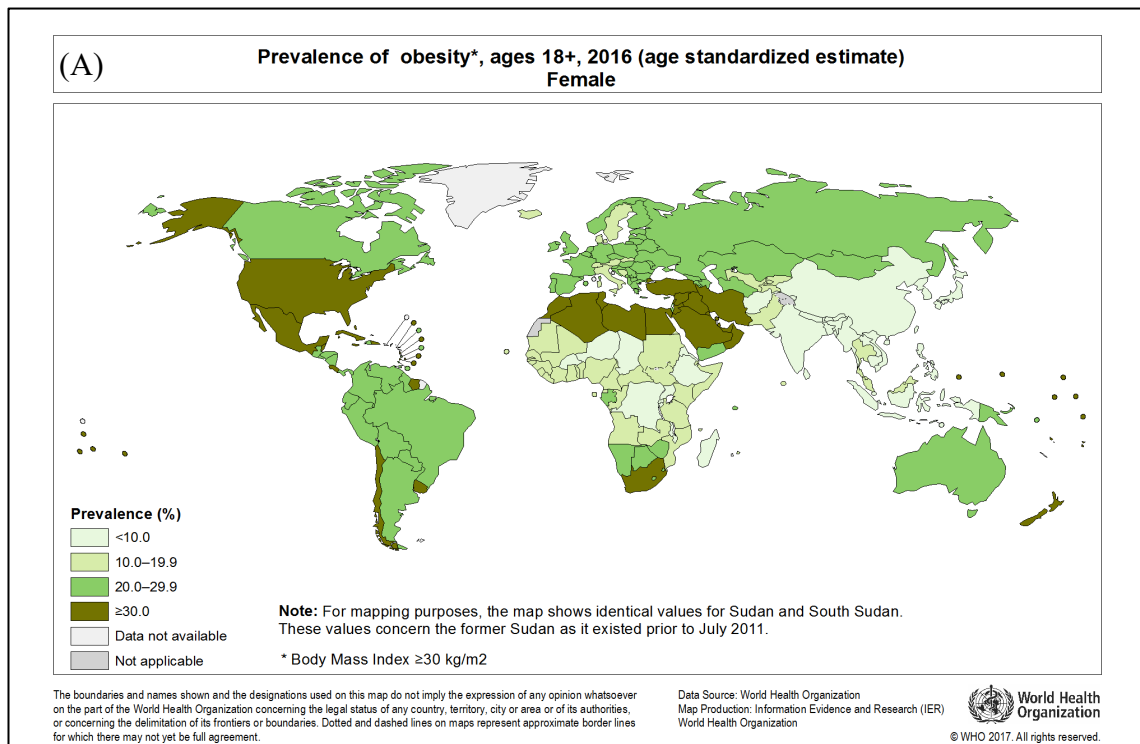 (A)
Prevalence of obesity*, ages 18+, 2016 (age standardized estimate)
Female
Prevalence (%)
<10.0
10.0–19.9
20.0–29.9
≥30.0
Data not available
Not applicable
Note: For mapping purposes, the map shows identical values for Sudan and South Sudan.
These values concern the former Sudan as it existed prior to July 2011.
* Body Mass Index ≥30 kg/m2
The boundaries and names shown and the designations used on this map do not imply the expression of any opinion whatsoever
on the part of the World Health Organization concerning the legal status of any country, territory, city or area or of its authorities,
or concerning the delimitation of its frontiers or boundaries. Dotted and dashed lines on maps represent approximate border lines
for which there may not yet be full agreement.
Data Source: World Health Organization
Map Production: Information Evidence and Research (IER)
World Health Organization
World Health
Organization
© WHO 2017. All rights reserved.